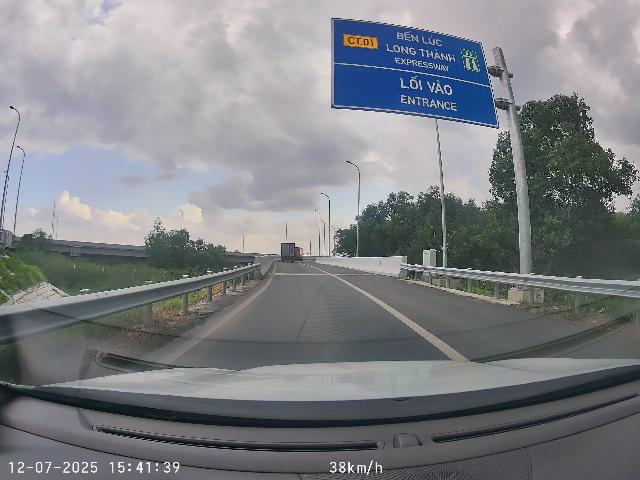 CT.01
BẾN LỨC
LONG THÀNH
EXPRESSWAY
LỐI VÀO
ENTRANCE
12-07-2025 15:41:39 38km/h